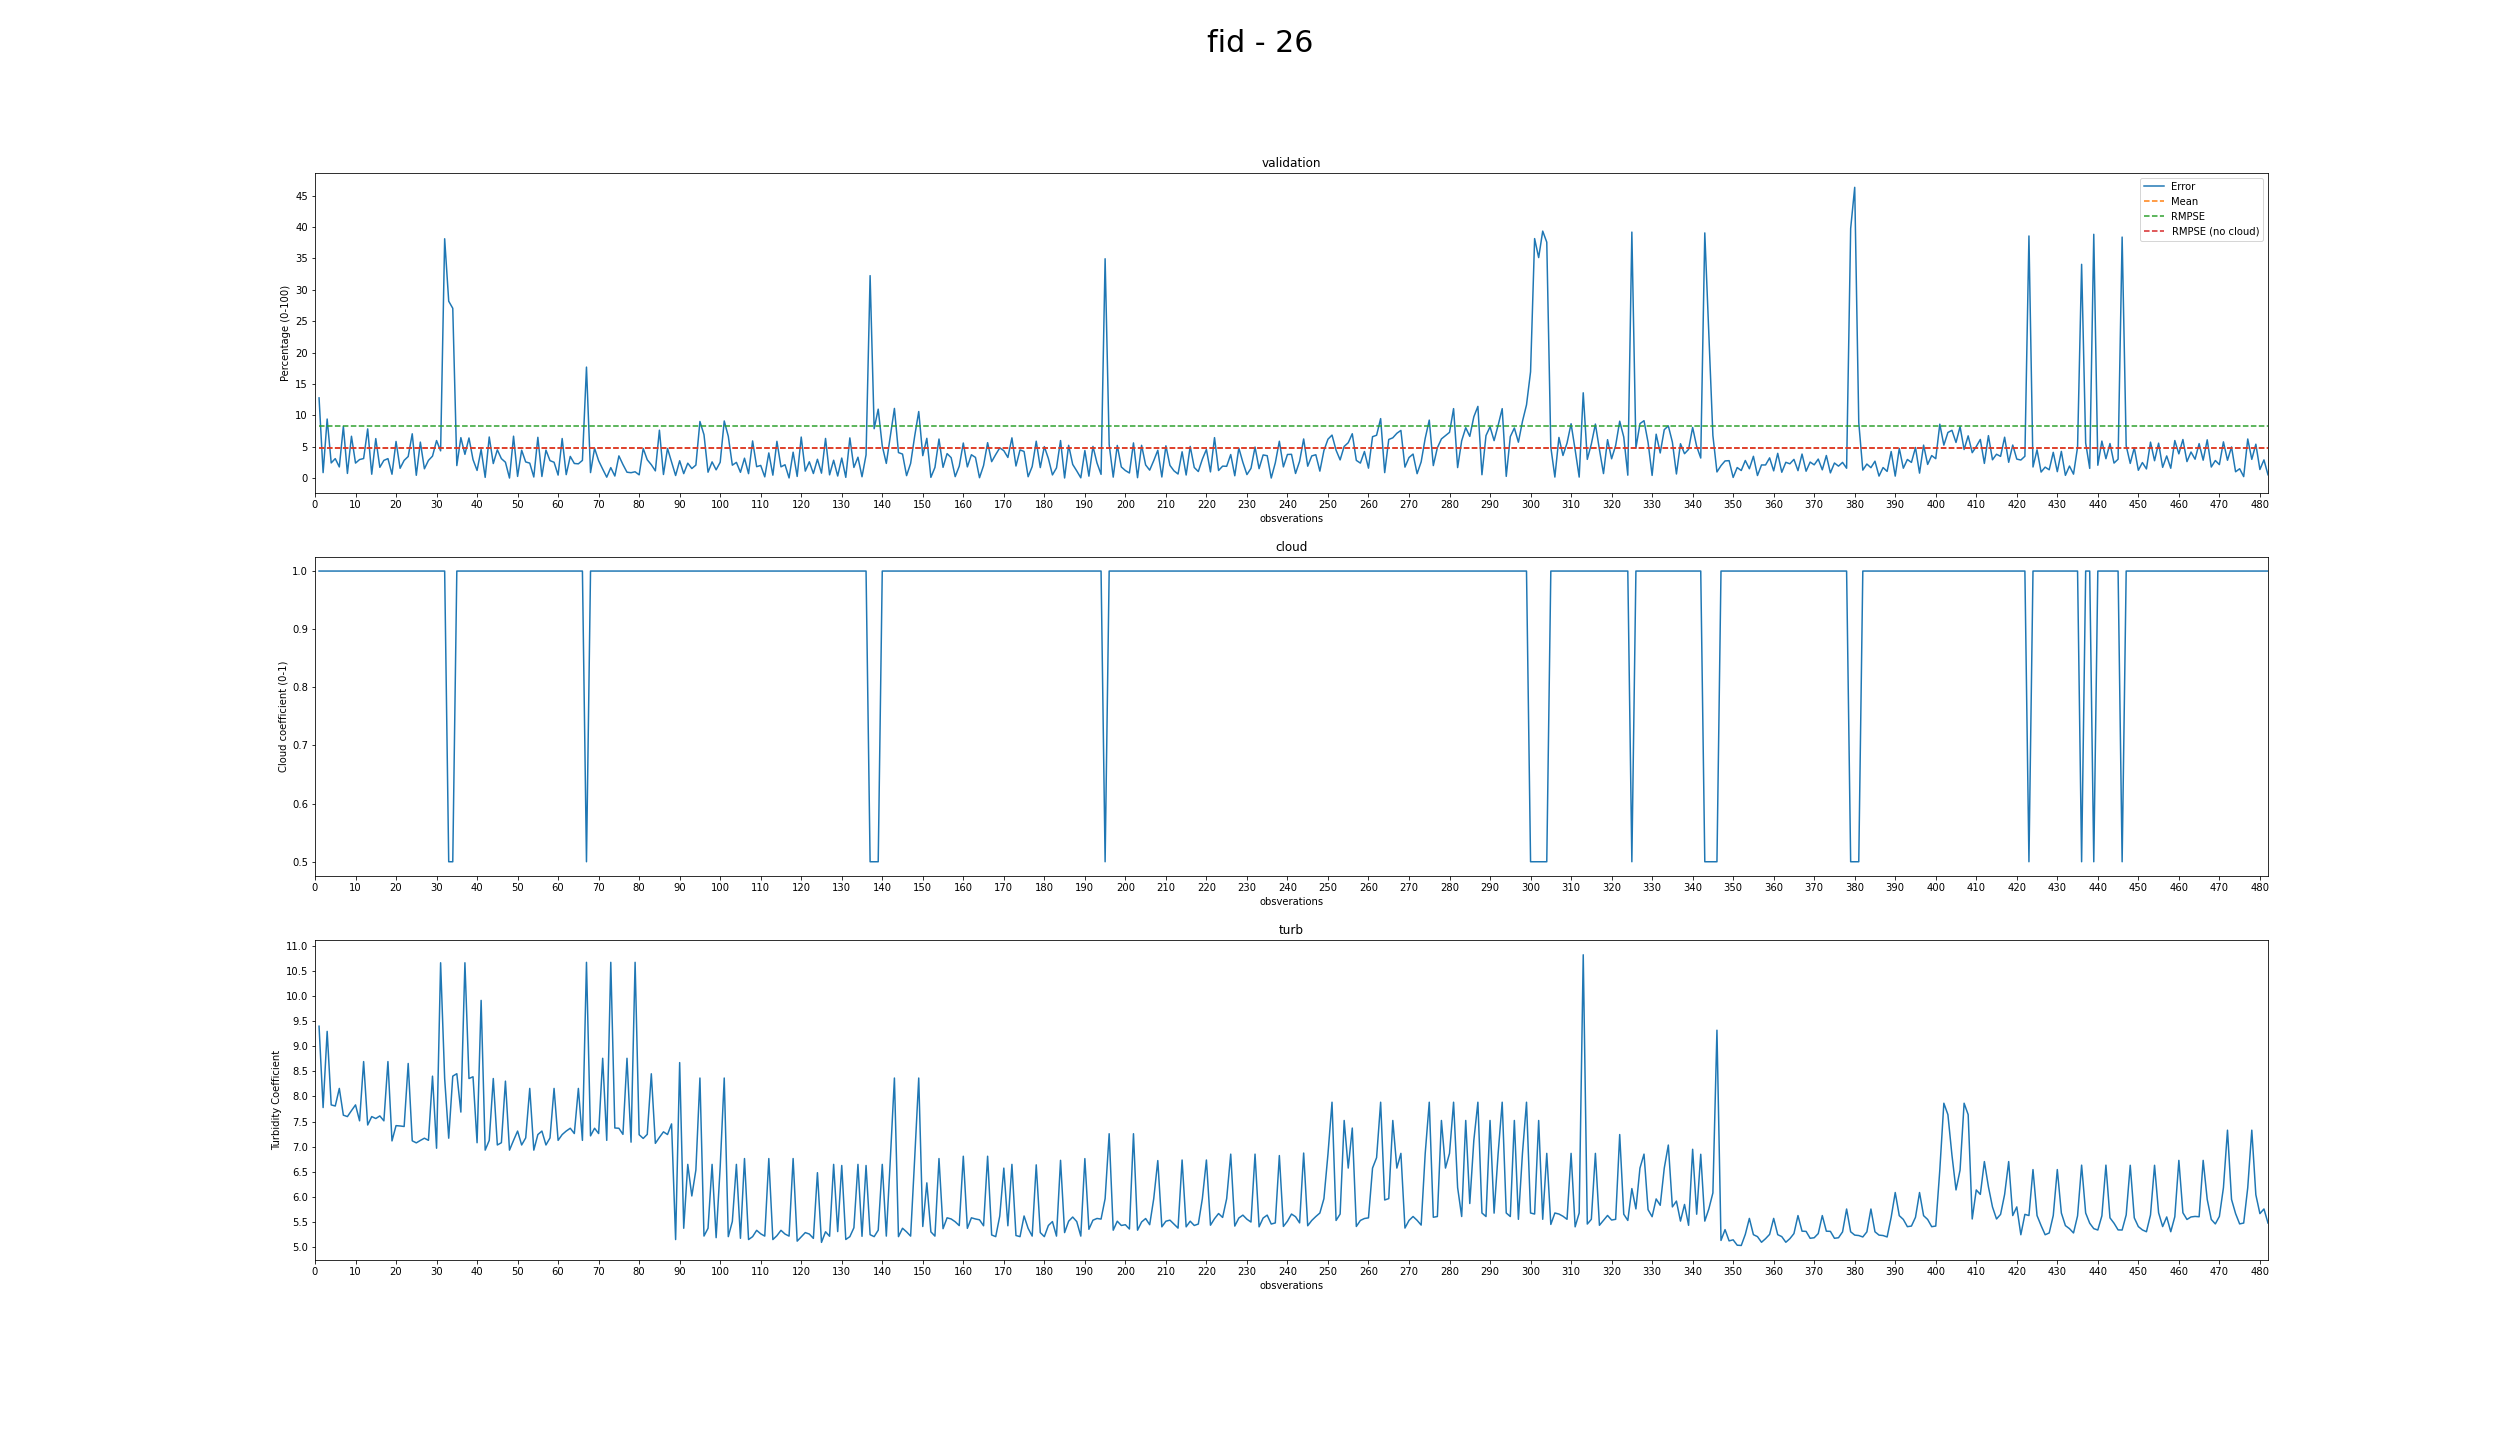 fid - 26
validation
Percentage (0-100)
45
40
35
30
25
20
15
10
5
0
Error
Mean
RMPSE
RMPSE (no cloud)
0 10 20 30 40 50 60 70 80 90 100 110 120 130 140 150 160 170 180 190 200 210 220 230 240 250 260 270 280 290 300 310 320 330 340 350 360 370 380 390 400 410 420 430 440 450 460 470 480
obsverations
cloud
Cloud coefficient (0-1)
1.0
0.9
0.8
0.7
0.6
0.5
0 10 20 30 40 50 60 70 80 90 100 110 120 130 140 150 160 170 180 190 200 210 220 230 240 250 260 270 280 290 300 310 320 330 340 350 360 370 380 390 400 410 420 430 440 450 460 470 480
obsverations
turb
Turbidity Coefficient
11.0
10.5
10.0
9.5
9.0
8.5
8.0
7.5
7.0
6.5
6.0
5.5
5.0
0 10 20 30 40 50 60 70 80 90 100 110 120 130 140 150 160 170 180 190 200 210 220 230 240 250 260 270 280 290 300 310 320 330 340 350 360 370 380 390 400 410 420 430 440 450 460 470 480
obsverations